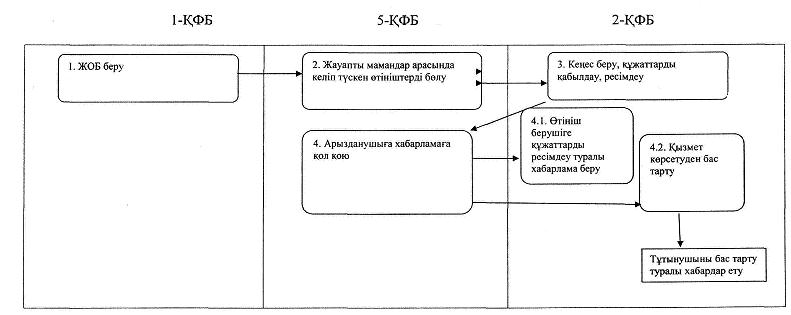 1-ҚФБ 5-ҚФБ 2-ҚФБ
1. ЖОБ беру
2. Жауапты мамандар арасында
келіп түскен өтініштерді бөлу
3. Кеңес беру, құжаттарды
қабылдау, ресімдеу
4. Арызданушыға хабарламаға
қол қою
4.1. Өтініш
берушіге
құжаттарды
ресімдеу туралы
хабарлама беру
4.2. Қызмет
көрсетуден бас
тарту
Тұтынушыны бас тарту
туралы хабардар ету